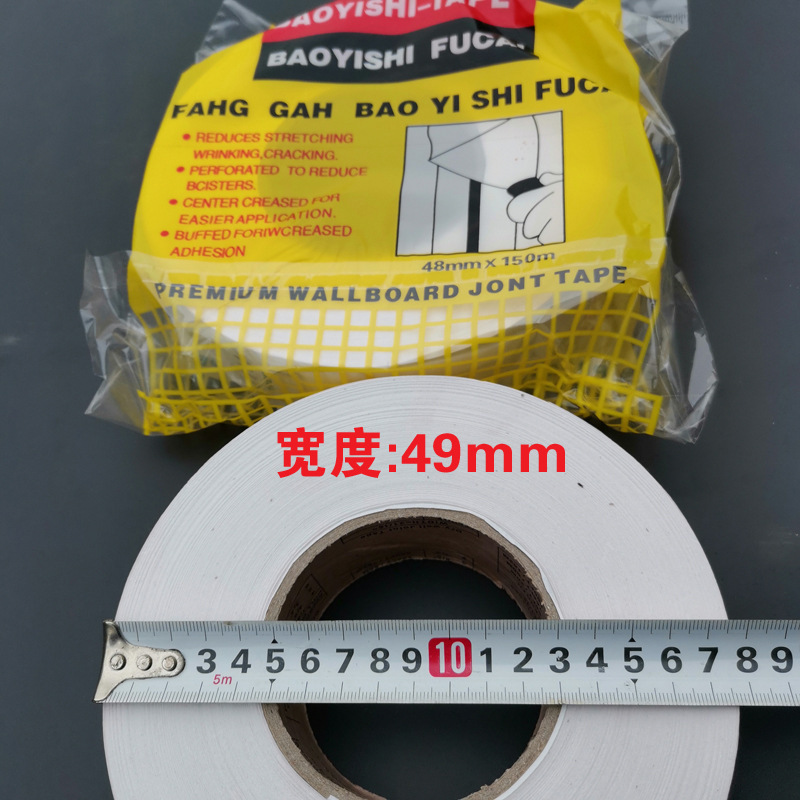 BAOYISHI-TAPE
BAOYISHI FUCA
FAHG GAH BAO YI SHI FUCA
• REDUCES STRETCHING
WRINKING,CRACKING.
• PERFORATED TO REDUCE
BCISTERS.
• CENTER CREASED FOR
EASIER APPLICATION.
• BUFFED FORIWCREASED
ADHESION
48mm x 150m
PREMIUM WALLBOARD JONT TAPE
宽度:49mm
3 4 5 6 7 8 9 10 1 2 3 4 5 6 7 8 9
5m